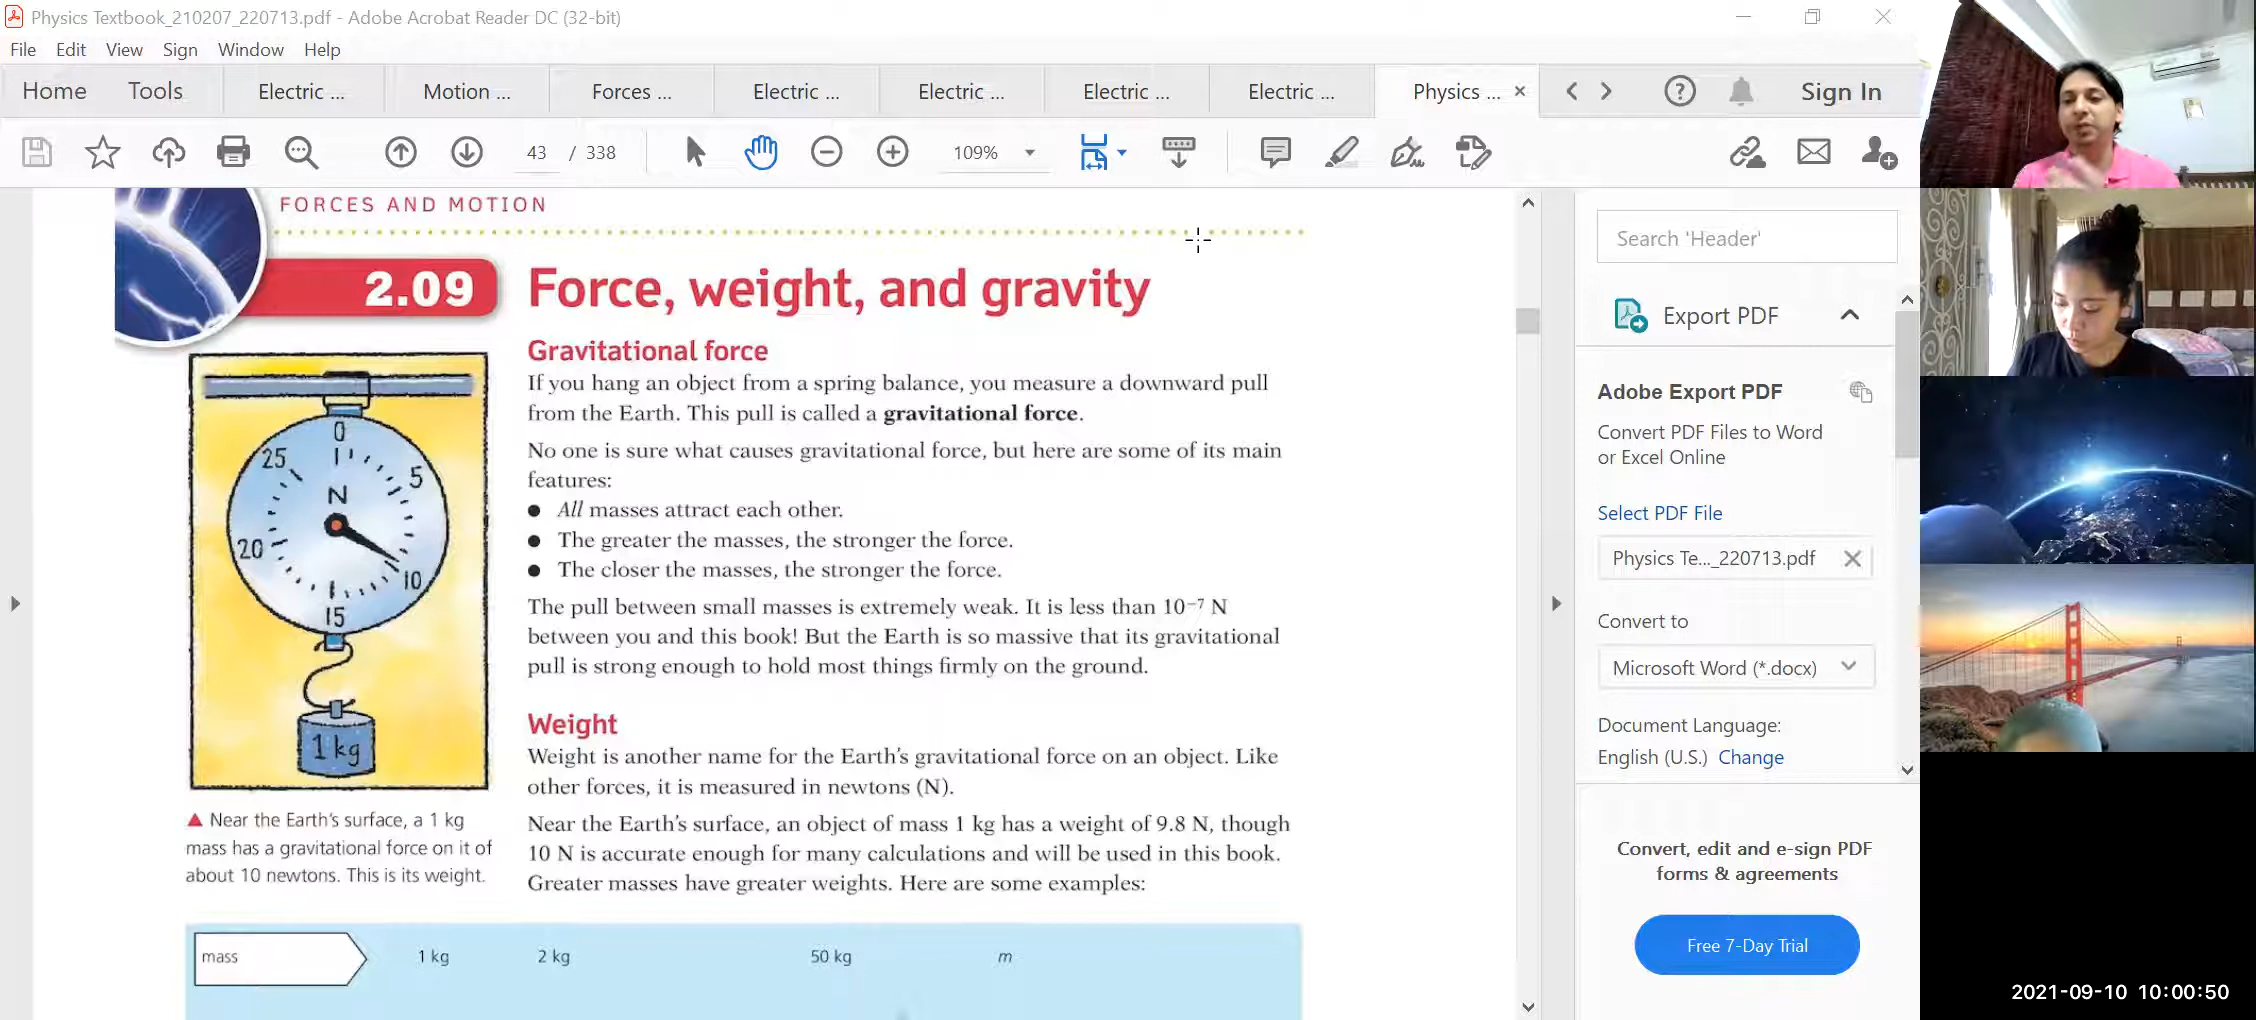 Physics Textbook_210207_220713.pdf - Adobe Acrobat Reader DC (32-bit)
File Edit View Sign Window Help
Home Tools Electric ... Motion ... Forces ... Electric ... Electric ... Electric ... Electric ... Physics ... Sign In
43 / 338 109%
FORCES AND MOTION
2.09 Force, weight, and gravity
Gravitational force
If you hang an object from a spring balance, you measure a downward pull
from the Earth. This pull is called a gravitational force.
No one is sure what causes gravitational force, but here are some of its main
features:
● All masses attract each other.
● The greater the masses, the stronger the force.
● The closer the masses, the stronger the force.
The pull between small masses is extremely weak. It is less than 10⁻⁷ N
between you and this book! But the Earth is so massive that its gravitational
pull is strong enough to hold most things firmly on the ground.
Weight
Weight is another name for the Earth's gravitational force on an object. Like
other forces, it is measured in newtons (N).
Near the Earth's surface, an object of mass 1 kg has a weight of 9.8 N, though
10 N is accurate enough for many calculations and will be used in this book.
Greater masses have greater weights. Here are some examples:
0
5
10
15
20
25
N
1 kg
▲ Near the Earth's surface, a 1 kg
mass has a gravitational force on it of
about 10 newtons. This is its weight.
mass 1 kg 2 kg 50 kg m
Search 'Header'
Export PDF
Adobe Export PDF
Convert PDF Files to Word
or Excel Online
Select PDF File
Physics Te..._220713.pdf
Convert to
Microsoft Word (*.docx)
Document Language:
English (U.S.) Change
Convert, edit and e-sign PDF
forms & agreements
Free 7-Day Trial
2021-09-10 10:00:50